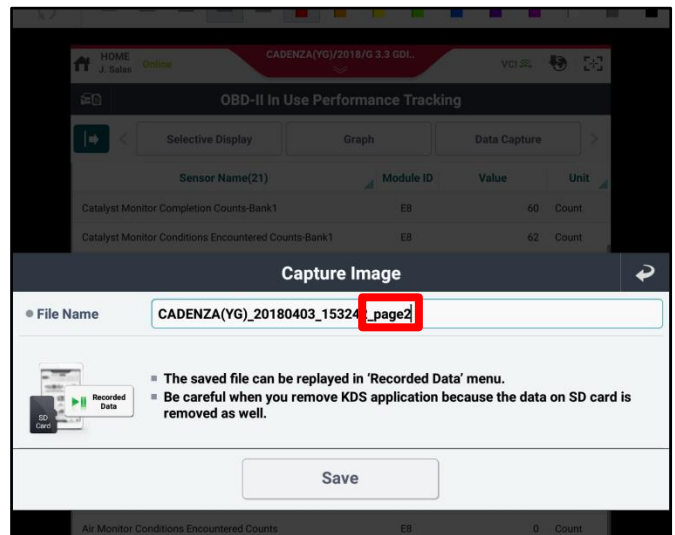 HOME
J. Salas
Online
CADENZA(YG)/2018/G 3.3 GDI..
VCI
OBD-II In Use Performance Tracking
Selective Display
Graph
Data Capture
Sensor Name(21)
Module ID
Value
Unit
Catalyst Monitor Completion Counts-Bank1
E8
60
Count
Catalyst Monitor Conditions Encountered Counts-Bank1
E8
62
Count
Capture Image
File Name
CADENZA(YG)_20180403_15324 _page2
The saved file can be replayed in ‘Recorded Data’ menu.
Be careful when you remove KDS application because the data on SD card is
removed as well.
Recorded
Data
SD
Card
Save
Air Monitor Conditions Encountered Counts
E8
0
Count